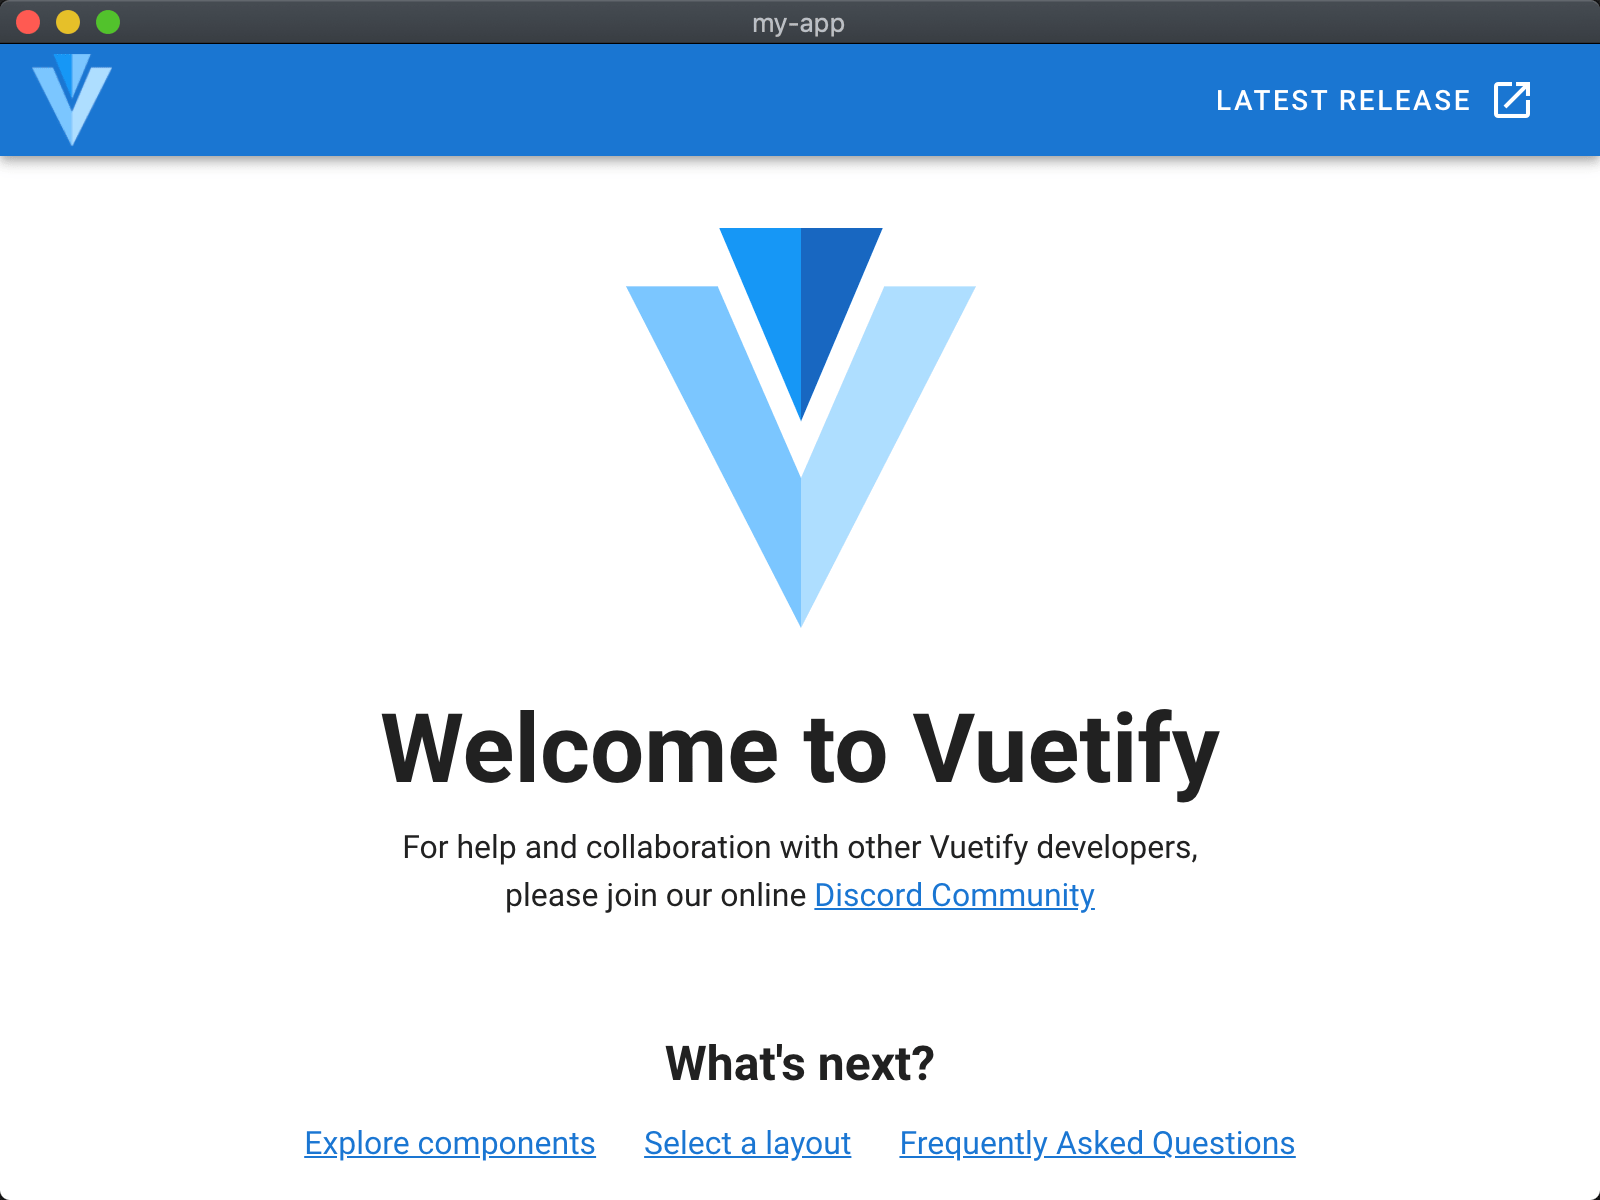 my-app
LATEST RELEASE
Welcome to Vuetify
For help and collaboration with other Vuetify developers,
please join our online Discord Community
What's next?
Explore components Select a layout Frequently Asked Questions